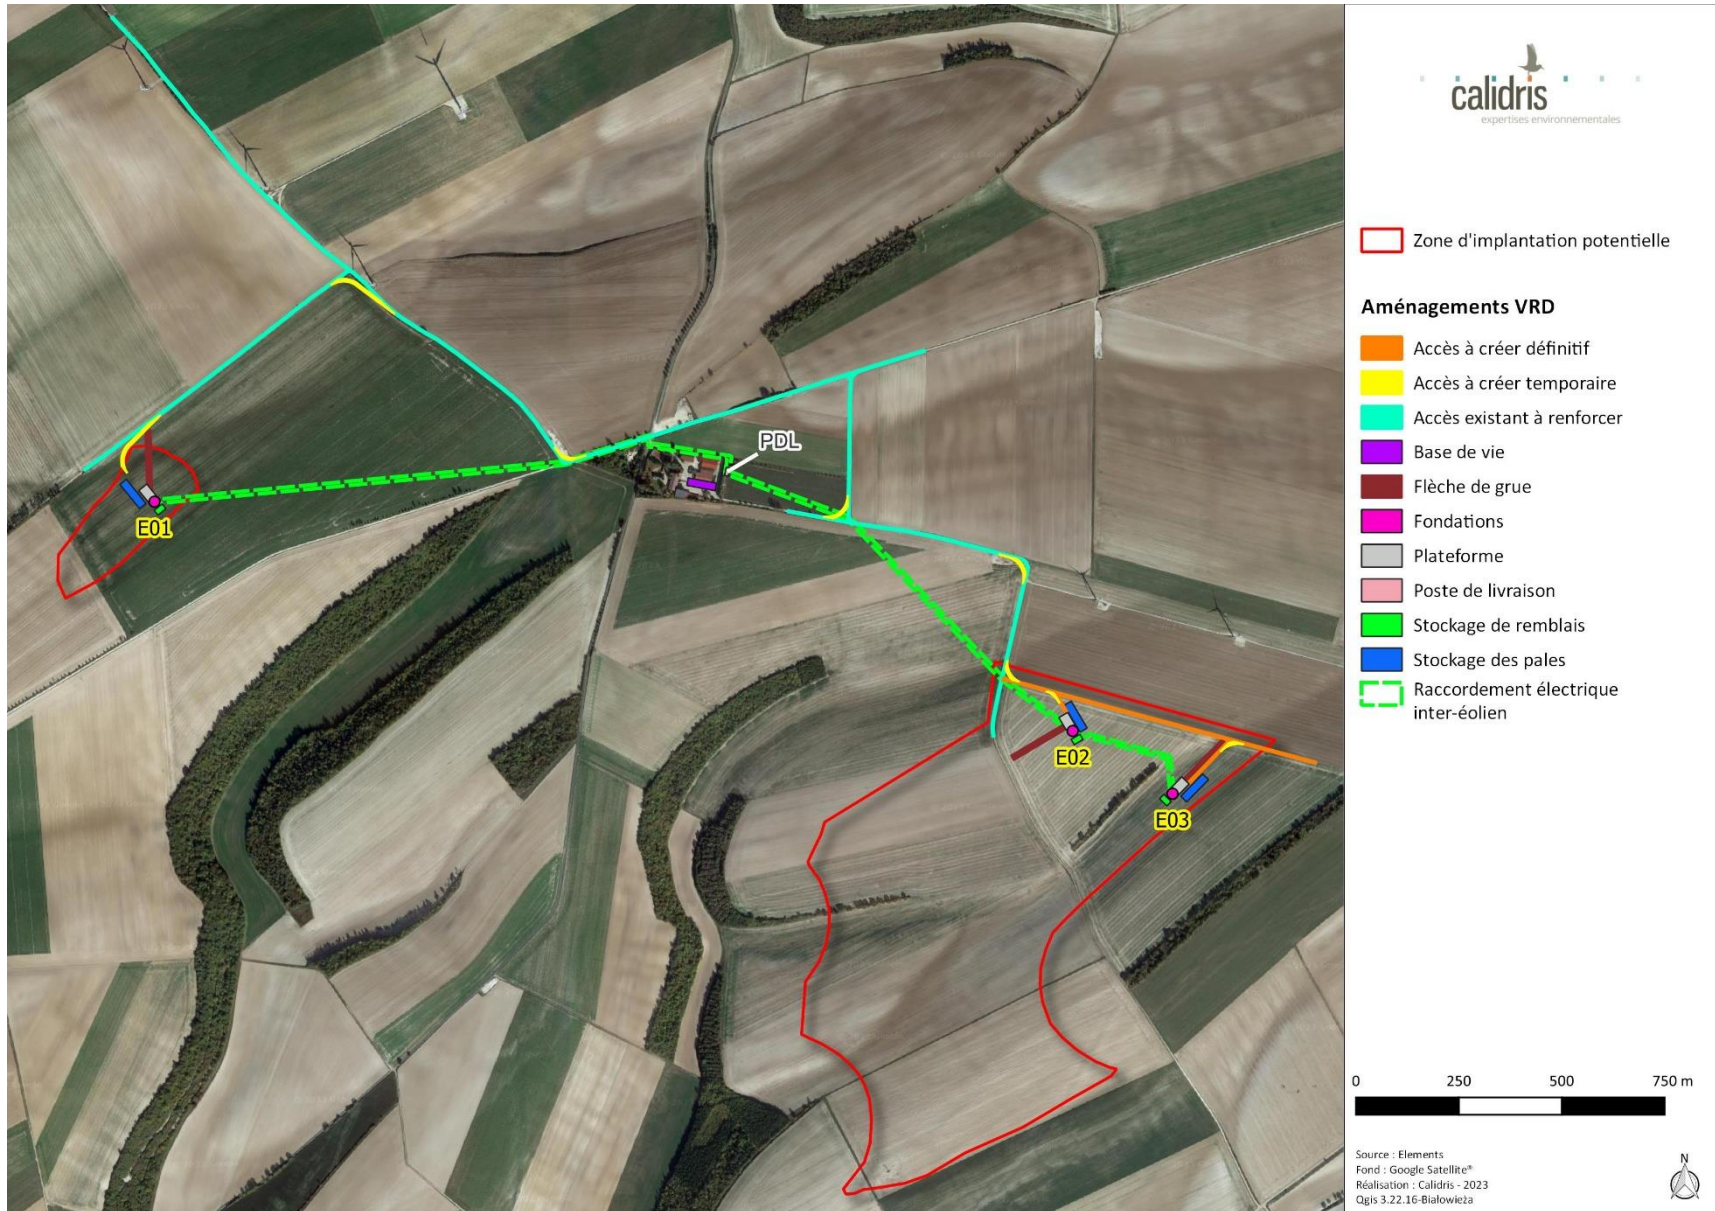 calidris
expertises environnementales
Zone d'implantation potentielle
Aménagements VRD
Accès à créer définitif
Accès à créer temporaire
Accès existant à renforcer
Base de vie
Flèche de grue
Fondations
Plateforme
Poste de livraison
Stockage de remblais
Stockage des pales
Raccordement électrique
inter-éolien
PDL
E01
E02
E03
0 250 500 750 m
Source : Elements
Fond : Google Satellite®
Réalisation : Calidris - 2023
Qgis 3.22.16-Białowieża
N